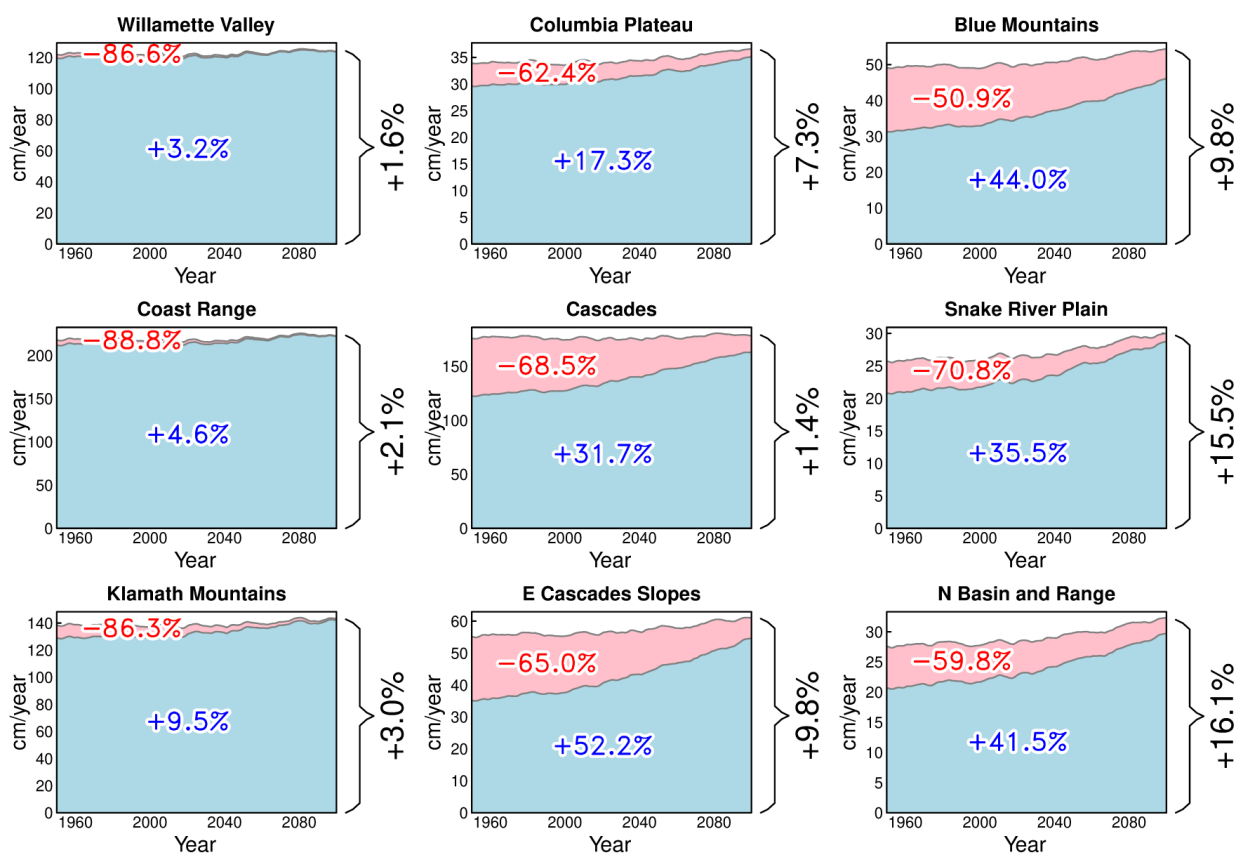 Willamette Valley
cm/year
120
100
80
60
40
20
0
−86.6%
+3.2%
+1.6%
1960 2000 2040 2080
Year
Columbia Plateau
cm/year
35
30
25
20
15
10
5
0
−62.4%
+17.3%
+7.3%
1960 2000 2040 2080
Year
Blue Mountains
cm/year
50
40
30
20
10
0
−50.9%
+44.0%
+9.8%
1960 2000 2040 2080
Year
Coast Range
cm/year
200
150
100
50
0
−88.8%
+4.6%
+2.1%
1960 2000 2040 2080
Year
Cascades
cm/year
150
100
50
0
−68.5%
+31.7%
+1.4%
1960 2000 2040 2080
Year
Snake River Plain
cm/year
30
25
20
15
10
5
0
−70.8%
+35.5%
+15.5%
1960 2000 2040 2080
Year
Klamath Mountains
cm/year
140
120
100
80
60
40
20
0
−86.3%
+9.5%
+3.0%
1960 2000 2040 2080
Year
E Cascades Slopes
cm/year
60
50
40
30
20
10
0
−65.0%
+52.2%
+9.8%
1960 2000 2040 2080
Year
N Basin and Range
cm/year
30
25
20
15
10
5
0
−59.8%
+41.5%
+16.1%
1960 2000 2040 2080
Year